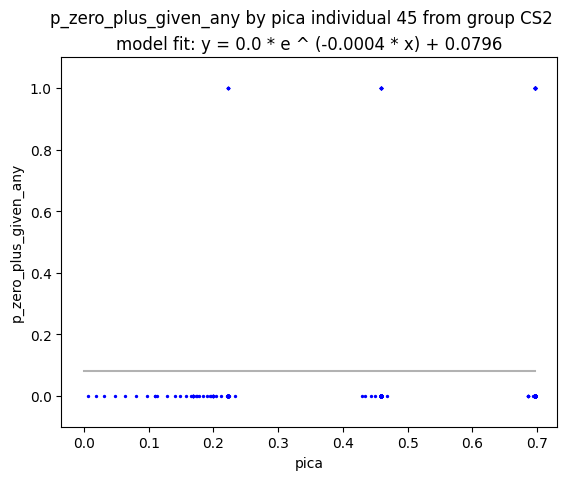 p_zero_plus_given_any by pica individual 45 from group CS2
model fit: y = 0.0 * e ^ (-0.0004 * x) + 0.0796
1.0
0.8
0.6
0.4
0.2
0.0
p_zero_plus_given_any
0.0 0.1 0.2 0.3 0.4 0.5 0.6 0.7
pica